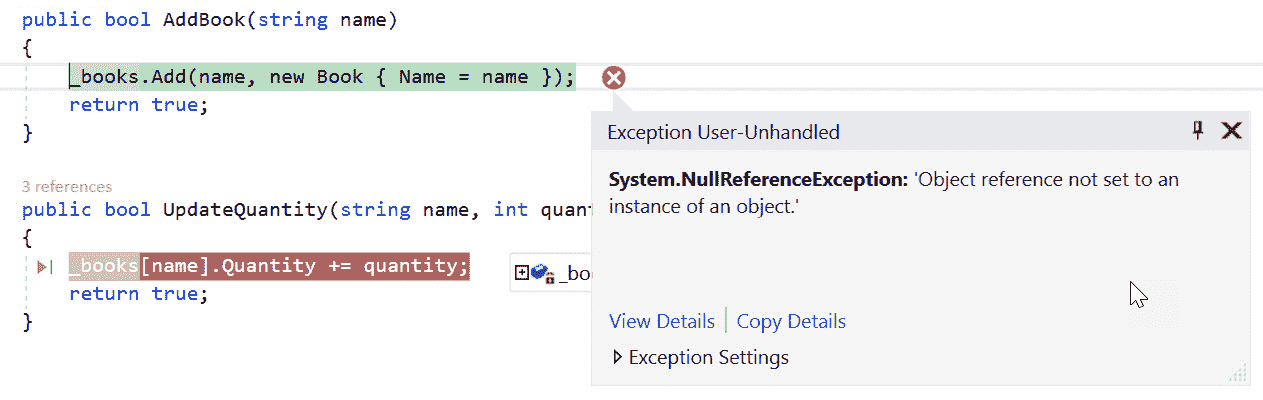 public bool AddBook(string name)
{
_books.Add(name, new Book { Name = name });
return true;
}
Exception User-Unhandled
System.NullReferenceException: 'Object reference not set to an
instance of an object.'
View Details | Copy Details
Exception Settings
3 references
public bool UpdateQuantity(string name, int quant
{
_books[name].Quantity += quantity;
_bo
return true;
}